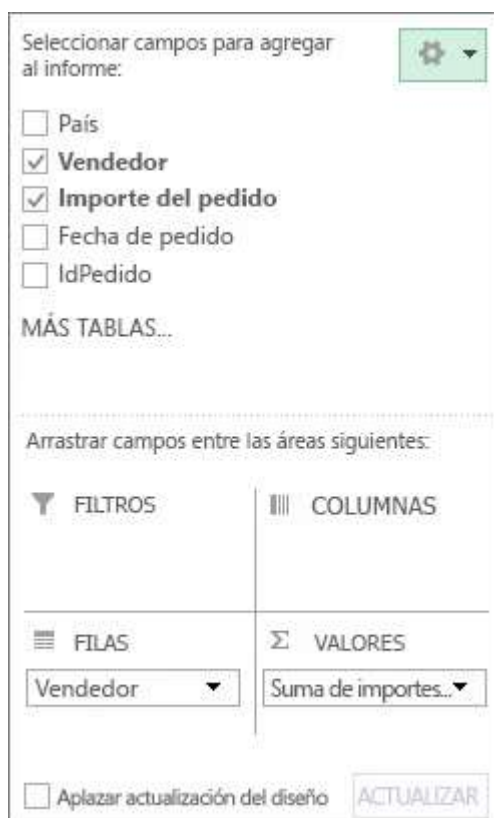 Seleccionar campos para agregar
al informe:
País
Vendedor
Importe del pedido
Fecha de pedido
IdPedido
MÁS TABLAS...
Arrastrar campos entre las áreas siguientes:
FILTROS
COLUMNAS
FILAS
VALORES
Vendedor
Suma de importes...
Aplazar actualización del diseño
ACTUALIZAR